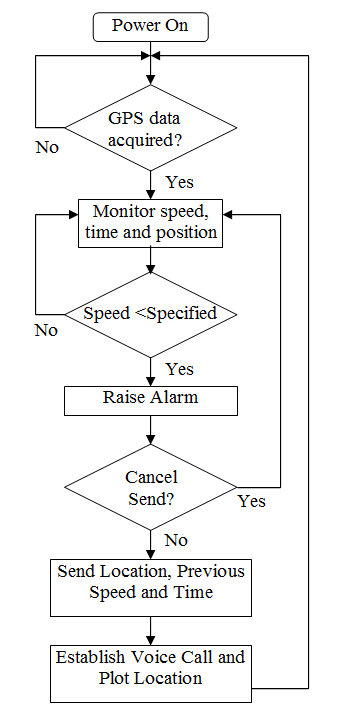 Power On
GPS data
acquired?
No
Yes
Monitor speed,
time and position
Speed <Specified
No
Yes
Raise Alarm
Cancel
Send?
Yes
No
Send Location, Previous
Speed and Time
Establish Voice Call and
Plot Location